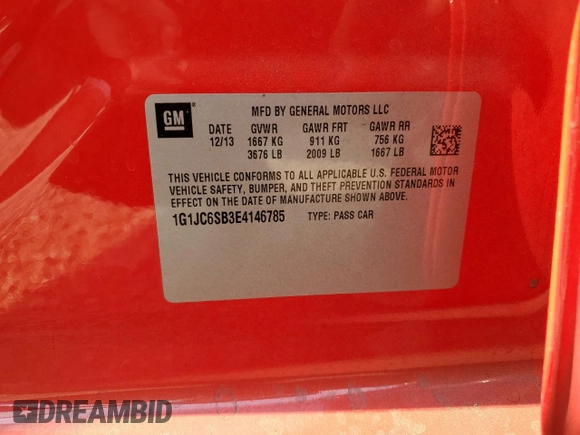 GM
MFD BY GENERAL MOTORS LLC
DATE GVWR GAWR FRT GAWR RR
12/13 1667 KG 911 KG 756 KG
3676 LB 2009 LB 1667 LB
THIS VEHICLE CONFORMS TO ALL APPLICABLE U.S. FEDERAL MOTOR
VEHICLE SAFETY, BUMPER, AND THEFT PREVENTION STANDARDS IN
EFFECT ON THE DATE OF MANUFACTURE SHOWN ABOVE.
1G1JC6SB3E4146785 TYPE: PASS CAR
DREAMBID